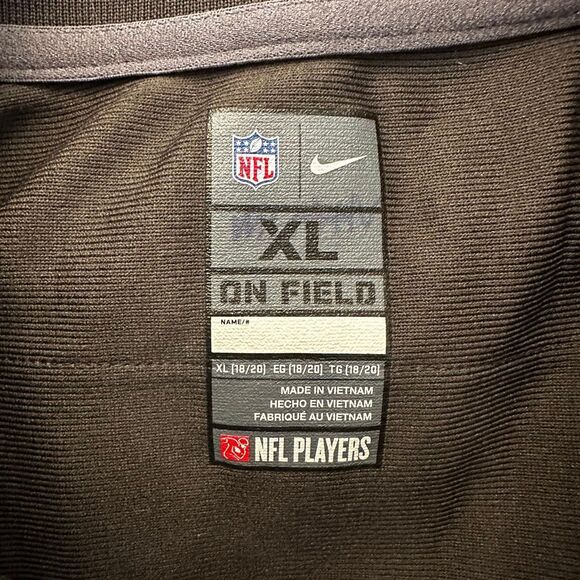 NFL
XL
ON FIELD
NAME/#
XL [18/20] EG [18/20] TG [18/20]
MADE IN VIETNAM
HECHO EN VIETNAM
FABRIQUÉ AU VIETNAM
NFL PLAYERS